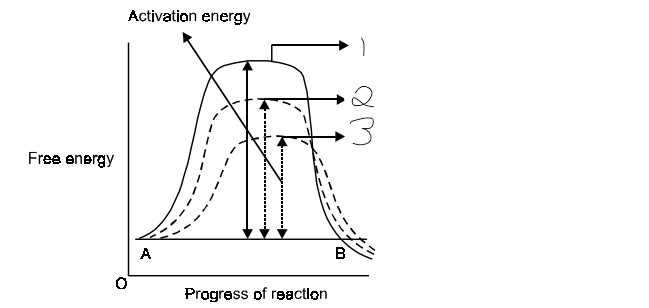 Activation energy
1
2
3
Free energy
A
B
O
Progress of reaction